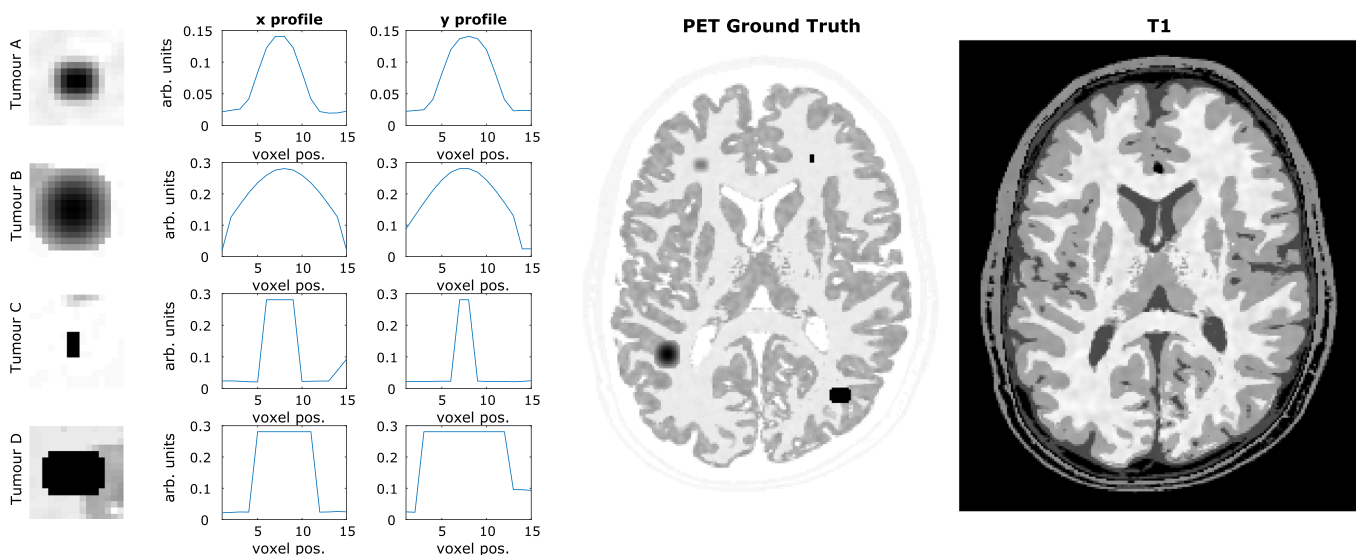 x profile
y profile
PET Ground Truth
T1
Tumour A
arb. units
0.15
0.1
0.05
0
5
10
15
voxel pos.
0.15
0.1
0.05
0
5
10
15
voxel pos.
Tumour B
arb. units
0.3
0.2
0.1
0
5
10
15
voxel pos.
0.3
0.2
0.1
0
5
10
15
voxel pos.
Tumour C
arb. units
0.3
0.2
0.1
0
5
10
15
voxel pos.
0.3
0.2
0.1
0
5
10
15
voxel pos.
Tumour D
arb. units
0.3
0.2
0.1
0
5
10
15
voxel pos.
0.3
0.2
0.1
0
5
10
15
voxel pos.